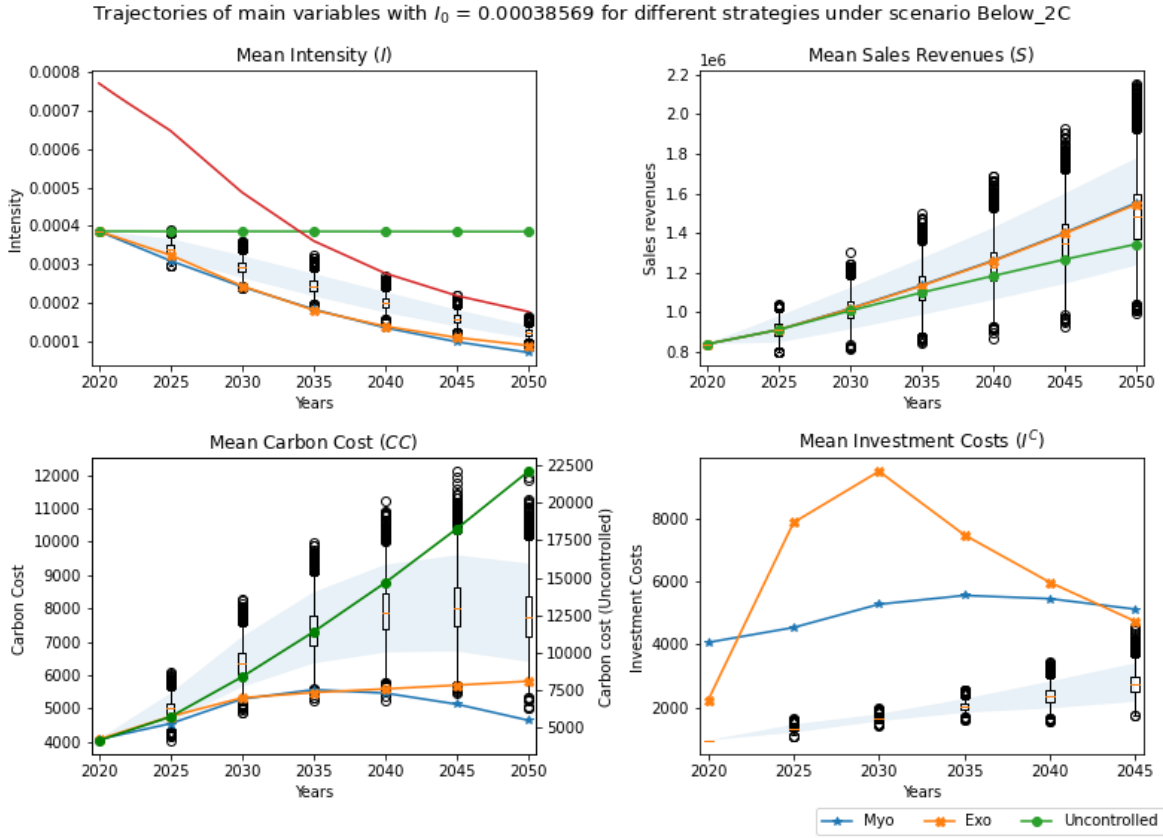 Trajectories of main variables with I₀ = 0.00038569 for different strategies under scenario Below_2C
Mean Intensity (I)
0.0008
0.0007
0.0006
0.0005
0.0004
0.0003
0.0002
0.0001
Intensity
2020 2025 2030 2035 2040 2045 2050
Years
Mean Sales Revenues (S)
1e6
2.2
2.0
1.8
1.6
1.4
1.2
1.0
0.8
Sales revenues
2020 2025 2030 2035 2040 2045 2050
Years
Mean Carbon Cost (CC)
12000
11000
10000
9000
8000
7000
6000
5000
4000
Carbon Cost
22500
20000
17500
15000
12500
10000
7500
5000
Carbon cost (Uncontrolled)
2020 2025 2030 2035 2040 2045 2050
Years
Mean Investment Costs (Iᶜ)
8000
6000
4000
2000
Investment Costs
2020 2025 2030 2035 2040 2045
Years
Myo Exo Uncontrolled